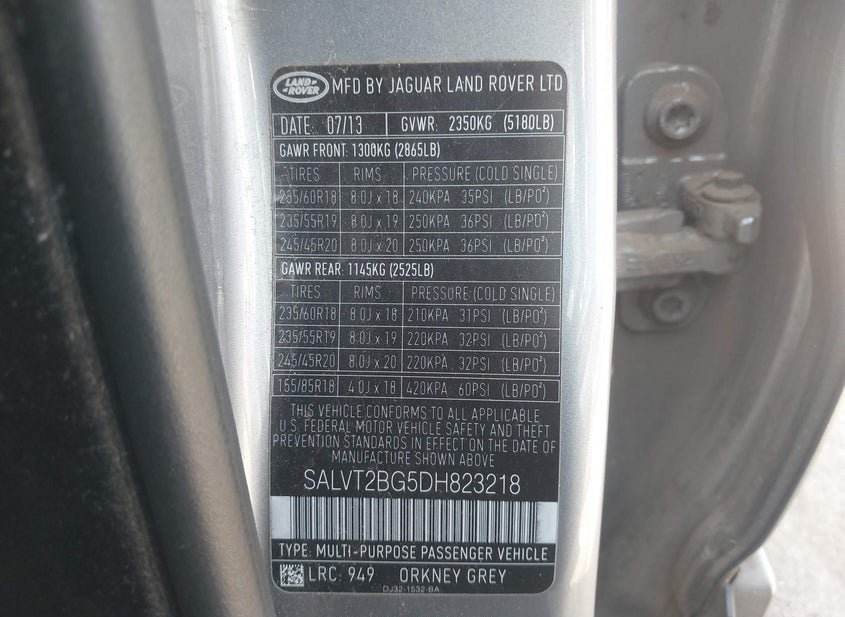 LAND-
-ROVER
MFD BY JAGUAR LAND ROVER LTD
DATE: 07/13 GVWR: 2350KG (5180LB)
GAWR FRONT: 1300KG (2865LB)
TIRES RIMS PRESSURE (COLD SINGLE)
235/60R18 8.0J x 18 240KPA 35PSI (LB/PO²)
235/55R19 8.0J x 19 250KPA 36PSI (LB/PO²)
245/45R20 8.0J x 20 250KPA 36PSI (LB/PO²)
GAWR REAR: 1145KG (2525LB)
TIRES RIMS PRESSURE (COLD SINGLE)
235/60R18 8.0J x 18 210KPA 31PSI (LB/PO²)
235/55R19 8.0J x 19 220KPA 32PSI (LB/PO²)
245/45R20 8.0J x 20 220KPA 32PSI (LB/PO²)
155/85R18 4.0J x 18 420KPA 60PSI (LB/PO²)
THIS VEHICLE CONFORMS TO ALL APPLICABLE
U.S. FEDERAL MOTOR VEHICLE SAFETY AND THEFT
PREVENTION STANDARDS IN EFFECT ON THE DATE OF
MANUFACTURE SHOWN ABOVE
SALVT2BG5DH823218
TYPE: MULTI-PURPOSE PASSENGER VEHICLE
LRC: 949 ORKNEY GREY
DJ32-1532-BA